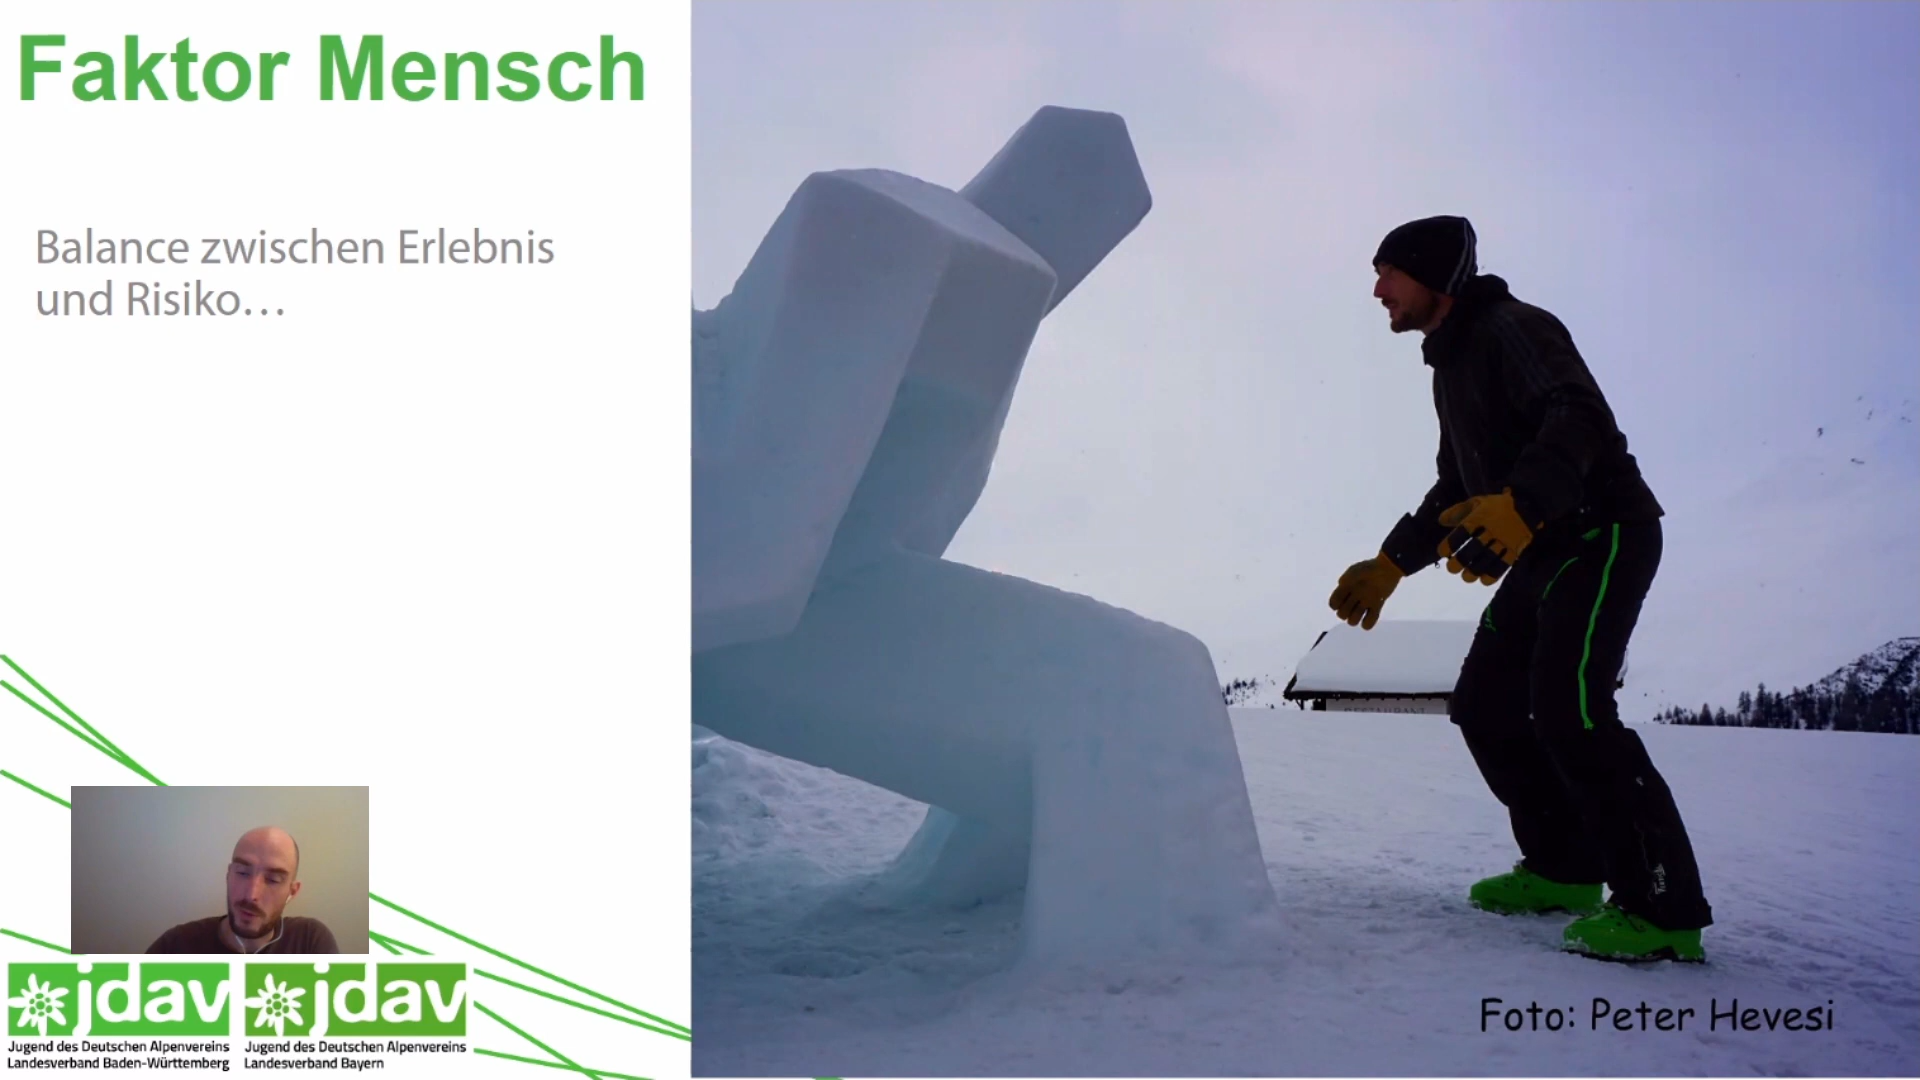 Faktor Mensch
Balance zwischen Erlebnis
und Risiko…
jdav
Jugend des Deutschen Alpenvereins
Landesverband Baden-Württemberg
jdav
Jugend des Deutschen Alpenvereins
Landesverband Bayern
Foto: Peter Hevesi